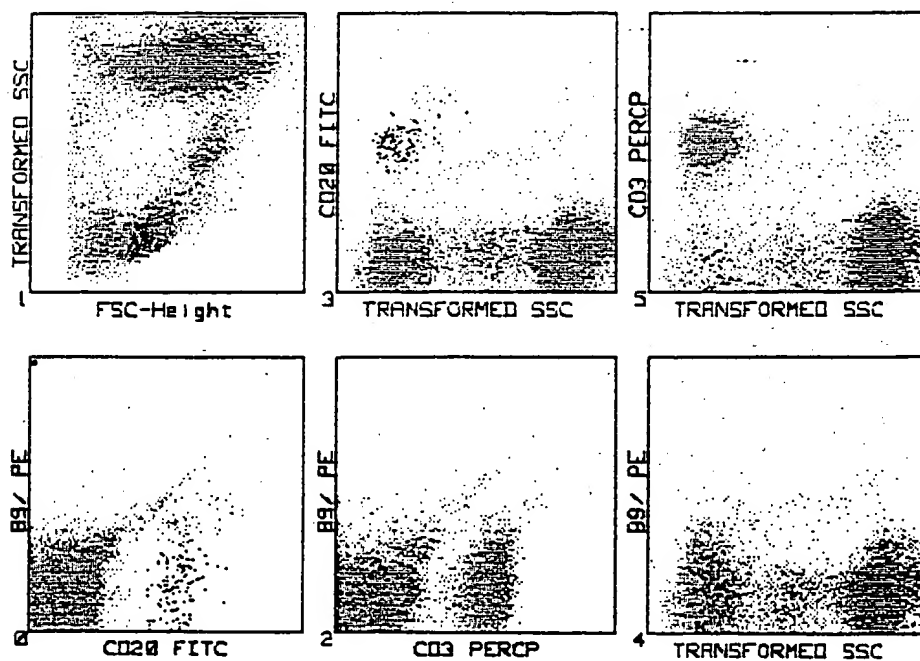 TRANSFORMED SSC
1
FSC-Height
CD20 FITC
3
TRANSFORMED SSC
CD3 PERCP
5
TRANSFORMED SSC
B9/ PE
0
CD20 FITC
B9/ PE
2
CD3 PERCP
B9/ PE
4
TRANSFORMED SSC